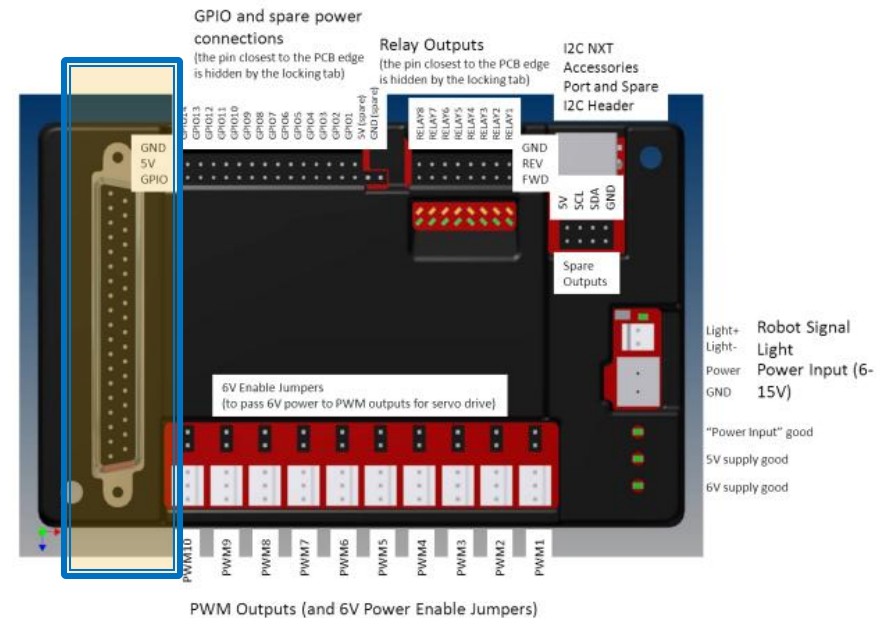 GPIO and spare power
connections
(the pin closest to the PCB edge
is hidden by the locking tab)
Relay Outputs
(the pin closest to the PCB edge
is hidden by the locking tab)
I2C NXT
Accessories
Port and Spare
I2C Header
GPIO14
GPIO13
GPIO12
GPIO11
GPIO10
GPIO9
GPIO8
GPIO7
GPIO6
GPIO5
GPIO4
GPIO3
GPIO2
GPIO1
5V (spare)
GND (spare)
RELAY8
RELAY7
RELAY6
RELAY5
RELAY4
RELAY3
RELAY2
RELAY1
GND
5V
GPIO
GND
REV
FWD
5V
SCL
SDA
GND
Spare
Outputs
Light+
Light-
Power
GND
Robot Signal
Light
Power Input (6-
15V)
6V Enable Jumpers
(to pass 6V power to PWM outputs for servo drive)
"Power Input" good
5V supply good
6V supply good
PWM10
PWM9
PWM8
PWM7
PWM6
PWM5
PWM4
PWM3
PWM2
PWM1
PWM Outputs (and 6V Power Enable Jumpers)